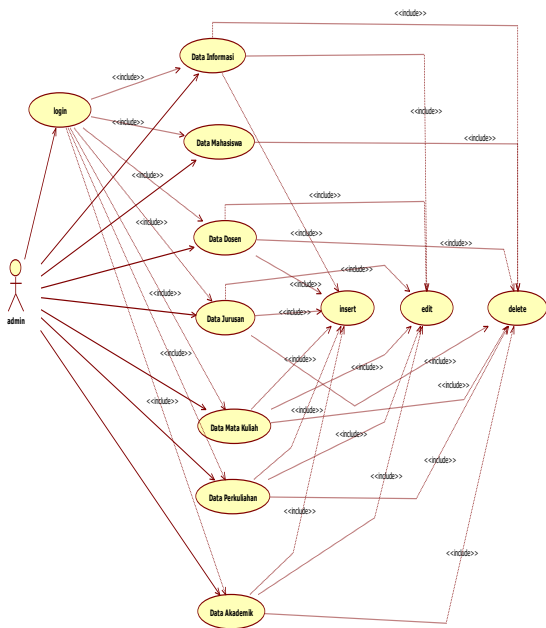 <<include>>
Data Informasi
<<include>>
login
<<include>>
Data Mahasiswa
<<include>>
<<include>>
<<include>>
<<include>>
Data Dosen
<<include>>
<<include>>
<<include>>
admin
<<include>>
<<include>>
Data Jurusan
<<include>>
insert
edit
delete
<<include>>
<<include>>
<<include>>
<<include>>
<<include>>
<<include>>
<<include>>
Data Mata Kuliah
<<include>>
<<include>>
<<include>>
Data Perkuliahan
<<include>>
<<include>>
Data Akademik